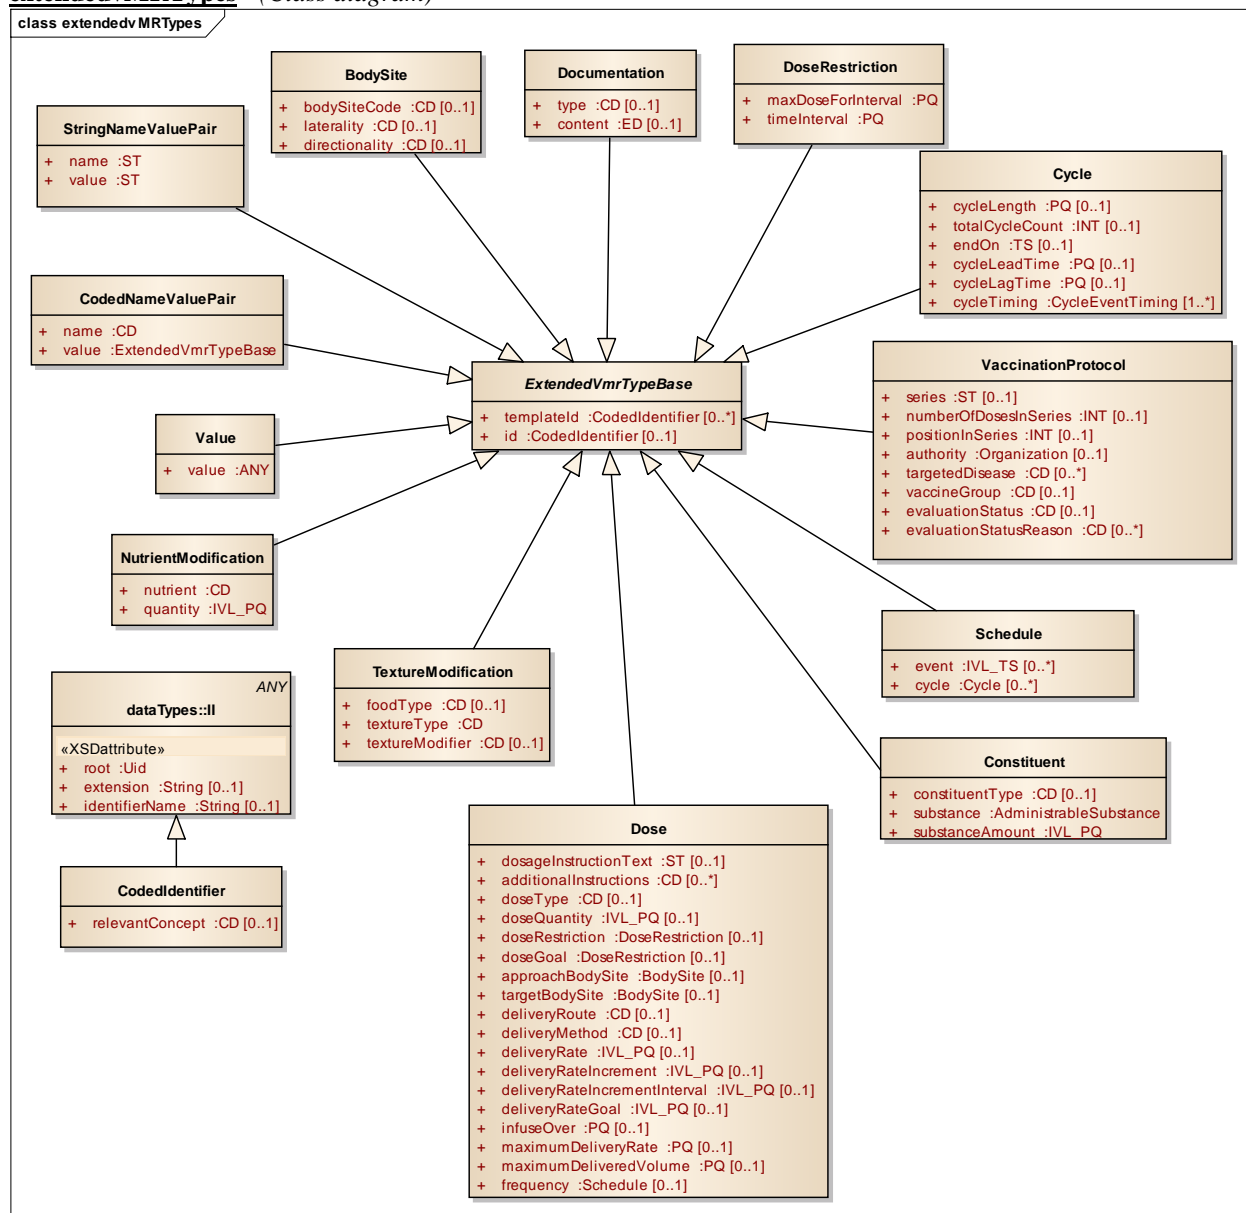 extendedvMRTypes (Class diagram)
class extendedvMRTypes
BodySite
+ bodySiteCode :CD [0..1]
+ laterality :CD [0..1]
+ directionality :CD [0..1]
Documentation
+ type :CD [0..1]
+ content :ED [0..1]
DoseRestriction
+ maxDoseForInterval :PQ
+ timeInterval :PQ
StringNameValuePair
+ name :ST
+ value :ST
Cycle
+ cycleLength :PQ [0..1]
+ totalCycleCount :INT [0..1]
+ endOn :TS [0..1]
+ cycleLeadTime :PQ [0..1]
+ cycleLagTime :PQ [0..1]
+ cycleTiming :CycleEventTiming [1..*]
CodedNameValuePair
+ name :CD
+ value :ExtendedVmrTypeBase
ExtendedVmrTypeBase
+ templateId :CodedIdentifier [0..*]
+ id :CodedIdentifier [0..1]
VaccinationProtocol
+ series :ST [0..1]
+ numberOfDosesInSeries :INT [0..1]
+ positionInSeries :INT [0..1]
+ authority :Organization [0..1]
+ targetedDisease :CD [0..*]
+ vaccineGroup :CD [0..1]
+ evaluationStatus :CD [0..1]
+ evaluationStatusReason :CD [0..*]
Value
+ value :ANY
NutrientModification
+ nutrient :CD
+ quantity :IVL_PQ
Schedule
+ event :IVL_TS [0..*]
+ cycle :Cycle [0..*]
TextureModification
+ foodType :CD [0..1]
+ textureType :CD
+ textureModifier :CD [0..1]
ANY
dataTypes::II
«XSDattribute»
+ root :Uid
+ extension :String [0..1]
+ identifierName :String [0..1]
Constituent
+ constituentType :CD [0..1]
+ substance :AdministrableSubstance
+ substanceAmount :IVL_PQ
CodedIdentifier
+ relevantConcept :CD [0..1]
Dose
+ dosageInstructionText :ST [0..1]
+ additionalInstructions :CD [0..*]
+ doseType :CD [0..1]
+ doseQuantity :IVL_PQ [0..1]
+ doseRestriction :DoseRestriction [0..1]
+ doseGoal :DoseRestriction [0..1]
+ approachBodySite :BodySite [0..1]
+ targetBodySite :BodySite [0..1]
+ deliveryRoute :CD [0..1]
+ deliveryMethod :CD [0..1]
+ deliveryRate :IVL_PQ [0..1]
+ deliveryRateIncrement :IVL_PQ [0..1]
+ deliveryRateIncrementInterval :IVL_PQ [0..1]
+ deliveryRateGoal :IVL_PQ [0..1]
+ infuseOver :PQ [0..1]
+ maximumDeliveryRate :PQ [0..1]
+ maximumDeliveredVolume :PQ [0..1]
+ frequency :Schedule [0..1]